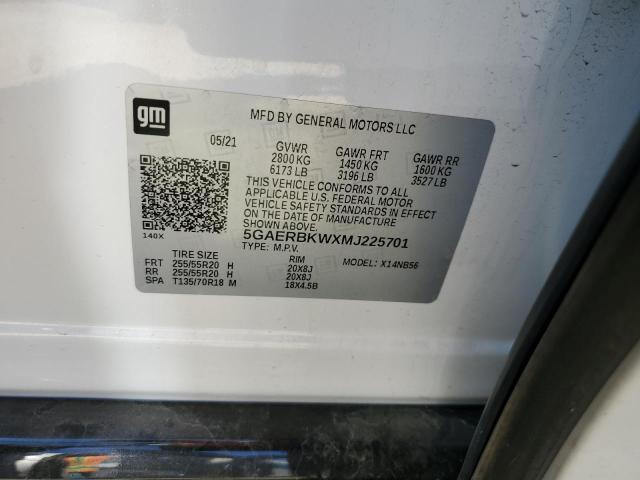 gm
MFD BY GENERAL MOTORS LLC
05/21 GVWR GAWR FRT GAWR RR
2800 KG 1450 KG 1600 KG
6173 LB 3196 LB 3527 LB
THIS VEHICLE CONFORMS TO ALL
APPLICABLE U.S. FEDERAL MOTOR
VEHICLE SAFETY STANDARDS IN EFFECT
ON THE DATE OF MANUFACTURE
SHOWN ABOVE.
5GAERBKWXMJ225701
140X TYPE: M.P.V. MODEL: X14NB56
TIRE SIZE RIM
FRT 255/55R20 H 20X8J
RR 255/55R20 H 20X8J
SPA T135/70R18 M 18X4.5B